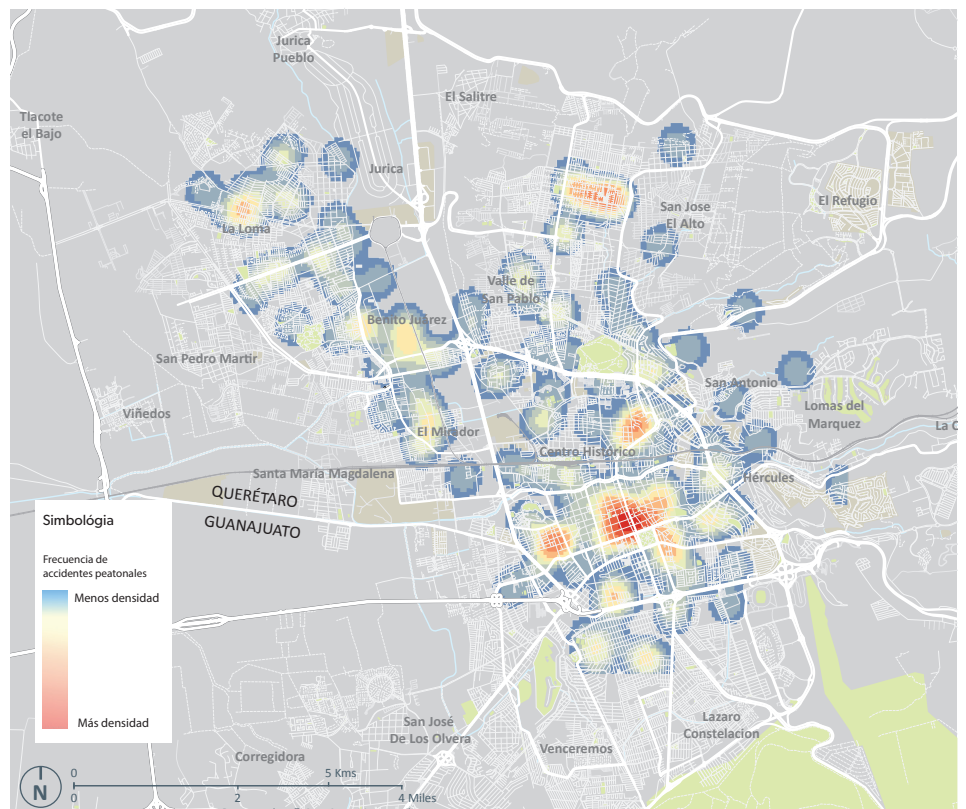 Jurica
Pueblo
El Salitre
Tlacote
el Bajo
Jurica
El Refugio
San Jose
El Alto
La Loma
Valle de
San Pablo
Benito Juárez
San Pedro Martir
San Antonio
Viñedos
Lomas del
Marquez
El Mirador
La C
Centro Histórico
Santa María Magdalena
Hércules
QUERÉTARO
GUANAJUATO
Simbológia
Frecuencia de
accidentes peatonales
Menos densidad
Más densidad
San José
De Los Olvera
Lazaro
Constelacion
Venceremos
Corregidora
N
0 5 Kms
0 2 4 Miles